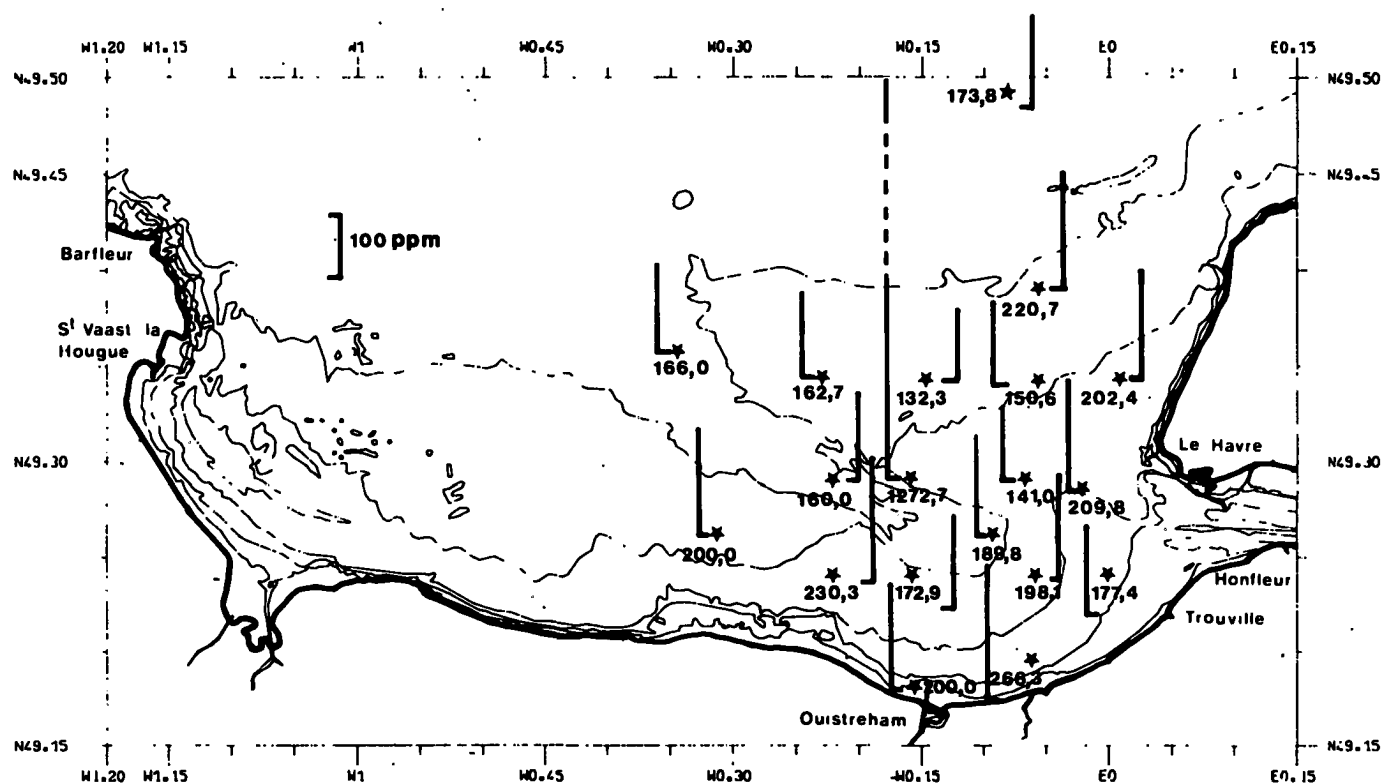 W1.20 W1.15 W1 W0.45 W0.30 W0.15 E0 E0.15
N49.50 N49.50
173,8
N49.45 N49.45
100 ppm
Barfleur
220,7
St Vaast la
Hougue
166,0 162,7 132,3 150,6 202,4
Le Havre
N49.30 N49.30
160,0 1272,7 141,0 209,8
200,0 189,8
230,3 172,9 198,1 177,4
Honfleur
Trouville
266,3
200,0
Ouistreham
N49.15 N49.15
W1.20 W1.15 W1 W0.45 W0.30 W0.15 E0 E0.15